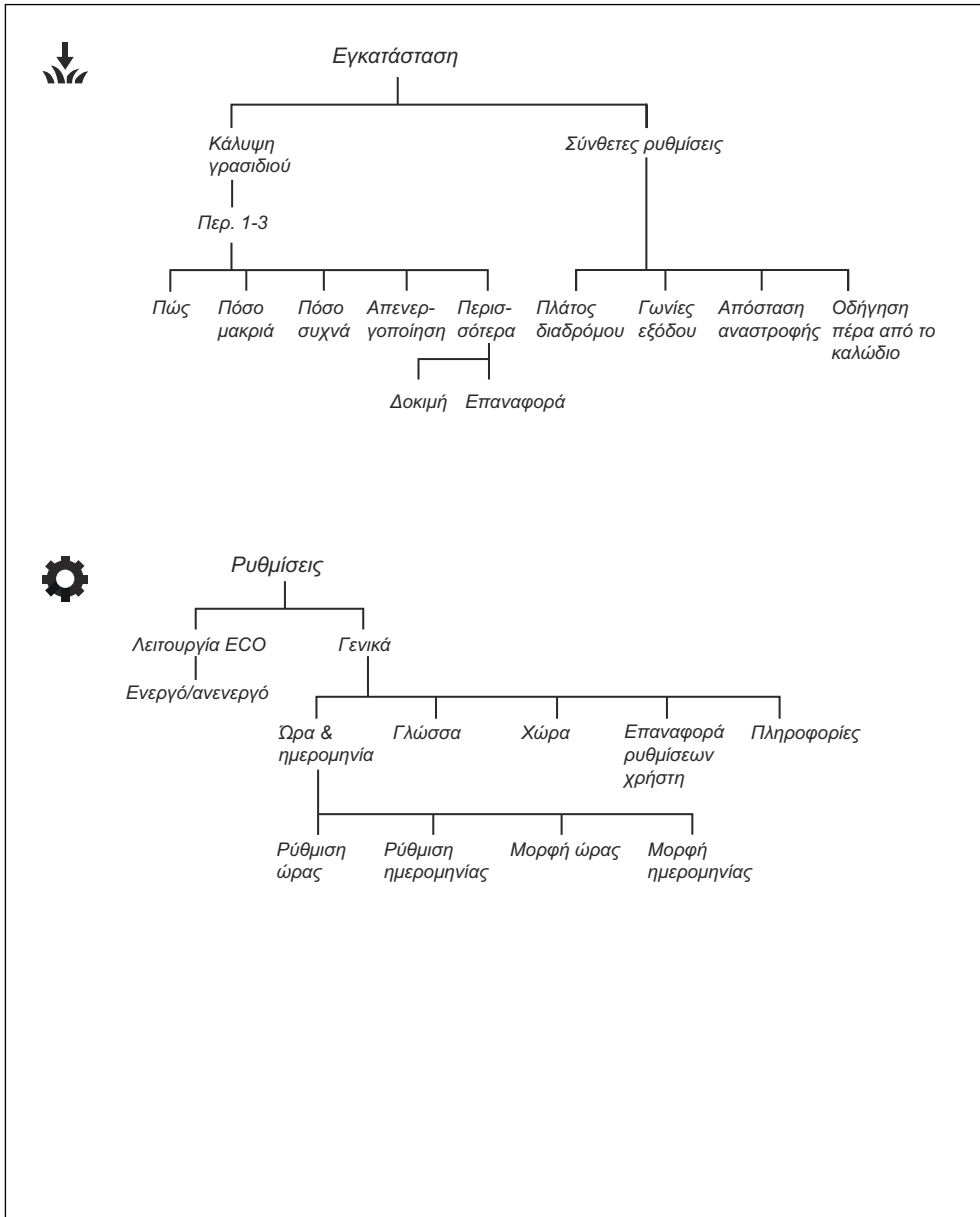 Εγκατάσταση
Κάλυψη
γρασιδιού
Σύνθετες ρυθμίσεις
Περ. 1-3
Πώς
Πόσο
μακριά
Πόσο
συχνά
Απενερ-
γοποίηση
Περισ-
σότερα
Πλάτος
διαδρόμου
Γωνίες
εξόδου
Απόσταση
αναστροφής
Οδήγηση
πέρα από το
καλώδιο
Δοκιμή
Επαναφορά
Ρυθμίσεις
Λειτουργία ECO
Γενικά
Ενεργό/ανενεργό
Ώρα &
ημερομηνία
Γλώσσα
Χώρα
Επαναφορά
ρυθμίσεων
χρήστη
Πληροφορίες
Ρύθμιση
ώρας
Ρύθμιση
ημερομηνίας
Μορφή ώρας
Μορφή
ημερομηνίας